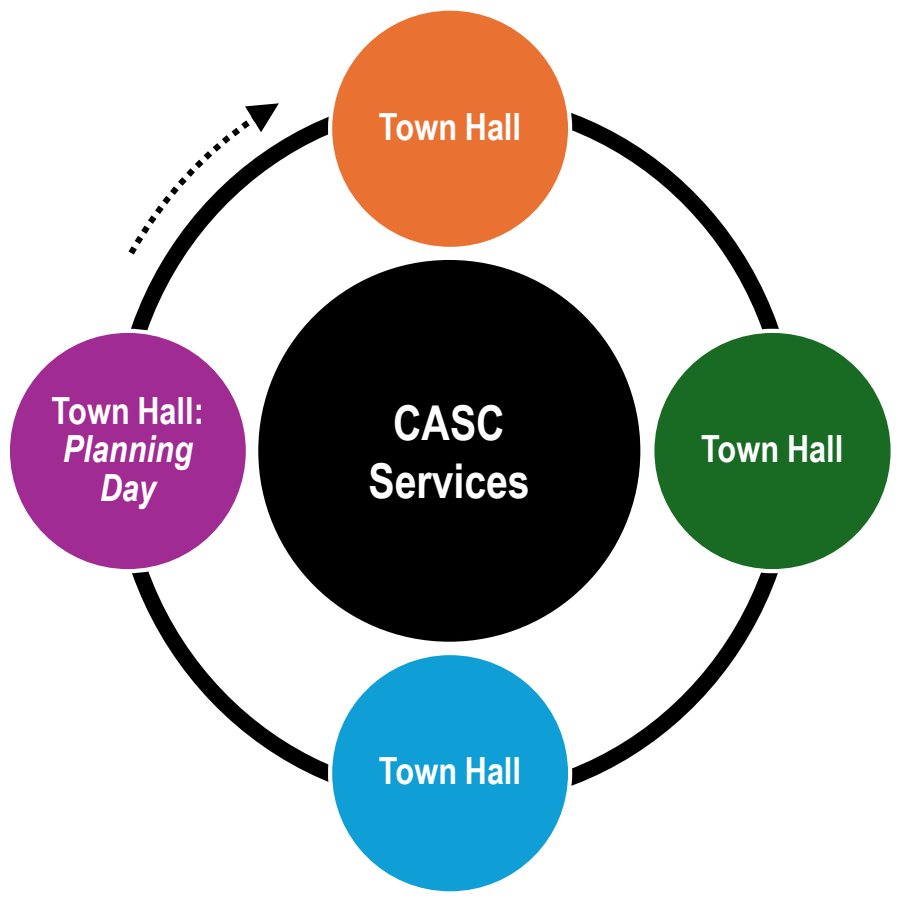 Town Hall
Town Hall:
Planning
Day
CASC
Services
Town Hall
Town Hall